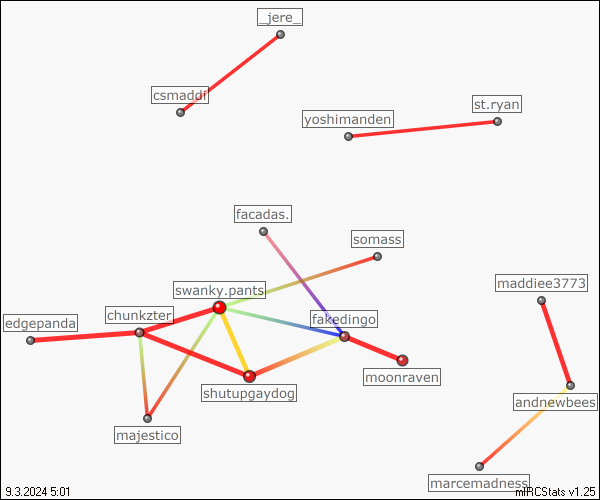 _jere_
csmaddi
st.ryan
yoshimanden
facadas.
somass
maddiee3773
swanky.pants
chunkzter
fakedingo
edgepanda
moonraven
shutupgaydog
andnewbees
majestico
marcemadness
9.3.2024 5:01
mIRCStats v1.25